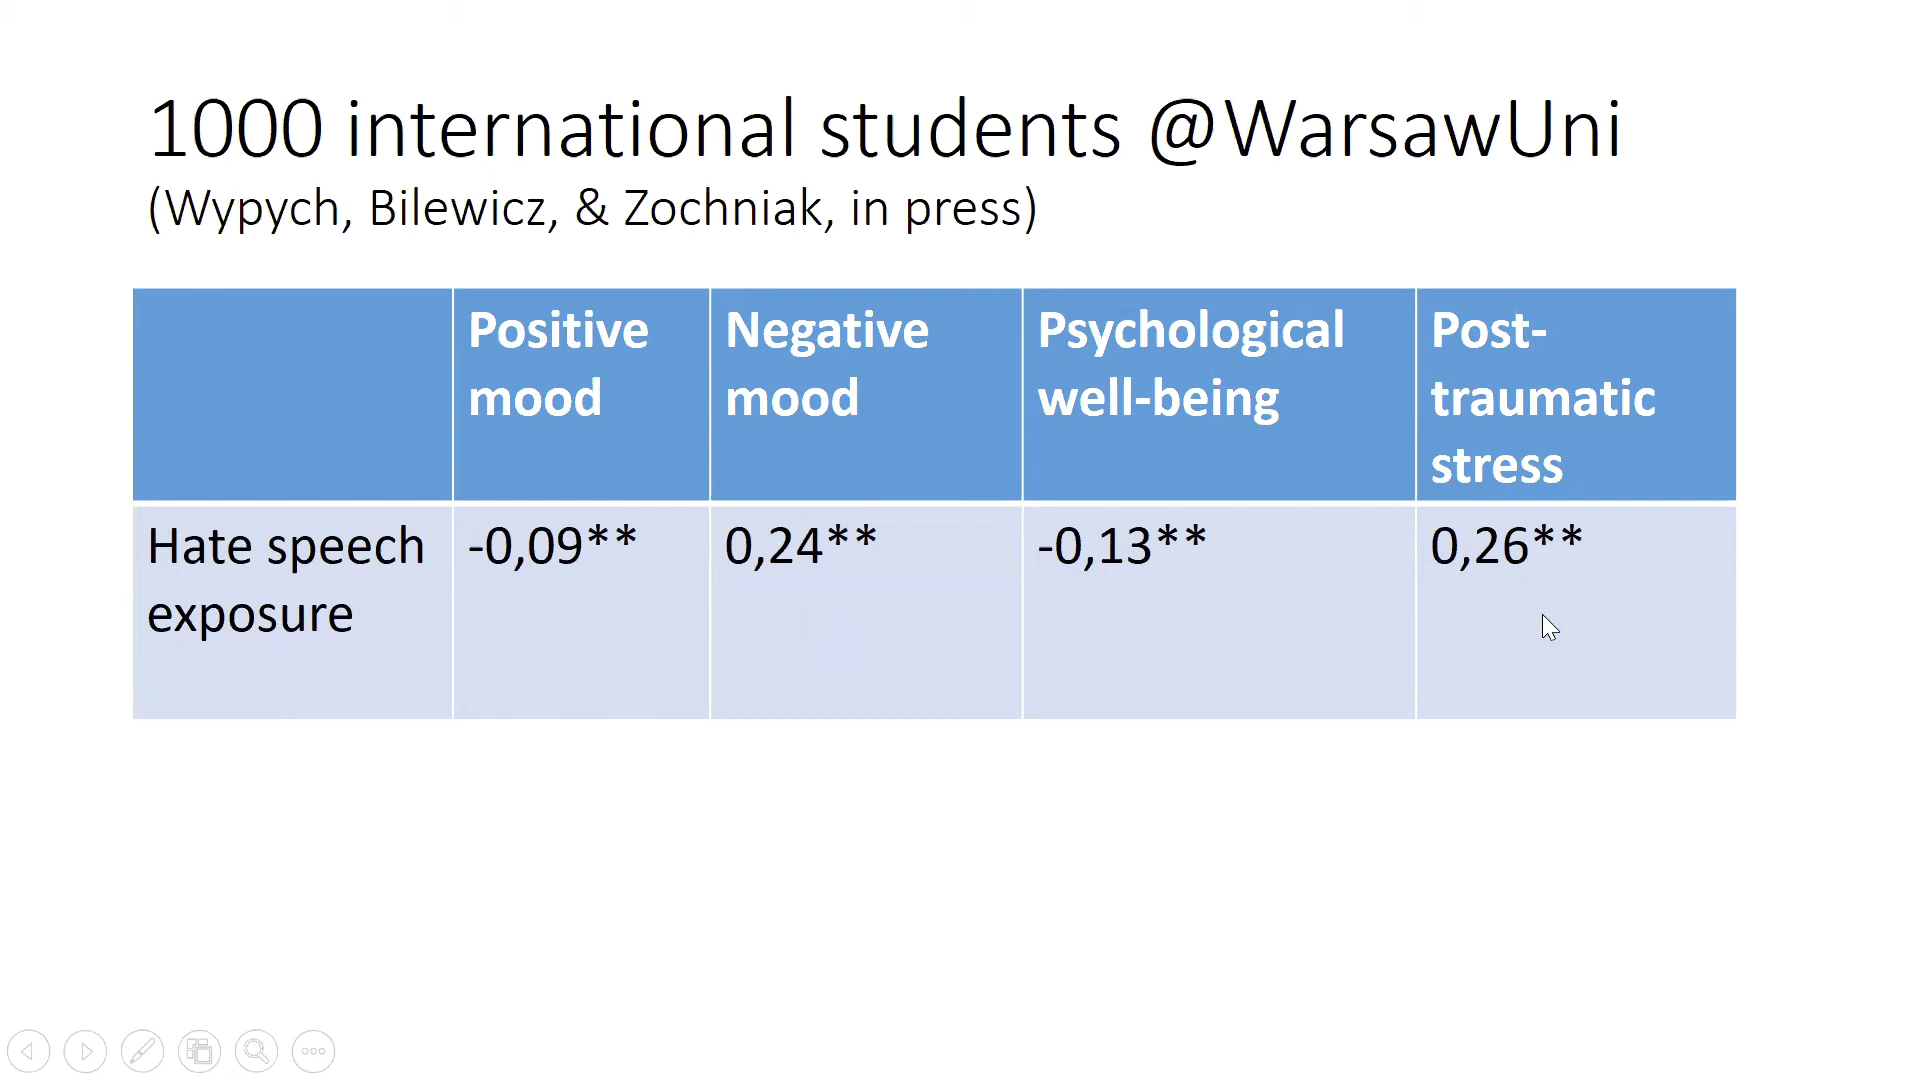 1000 international students @WarsawUni
(Wypych, Bilewicz, & Zochniak, in press)
Positive
mood
Negative
mood
Psychological
well-being
Post-
traumatic
stress
Hate speech
exposure
-0,09**
0,24**
-0,13**
0,26**